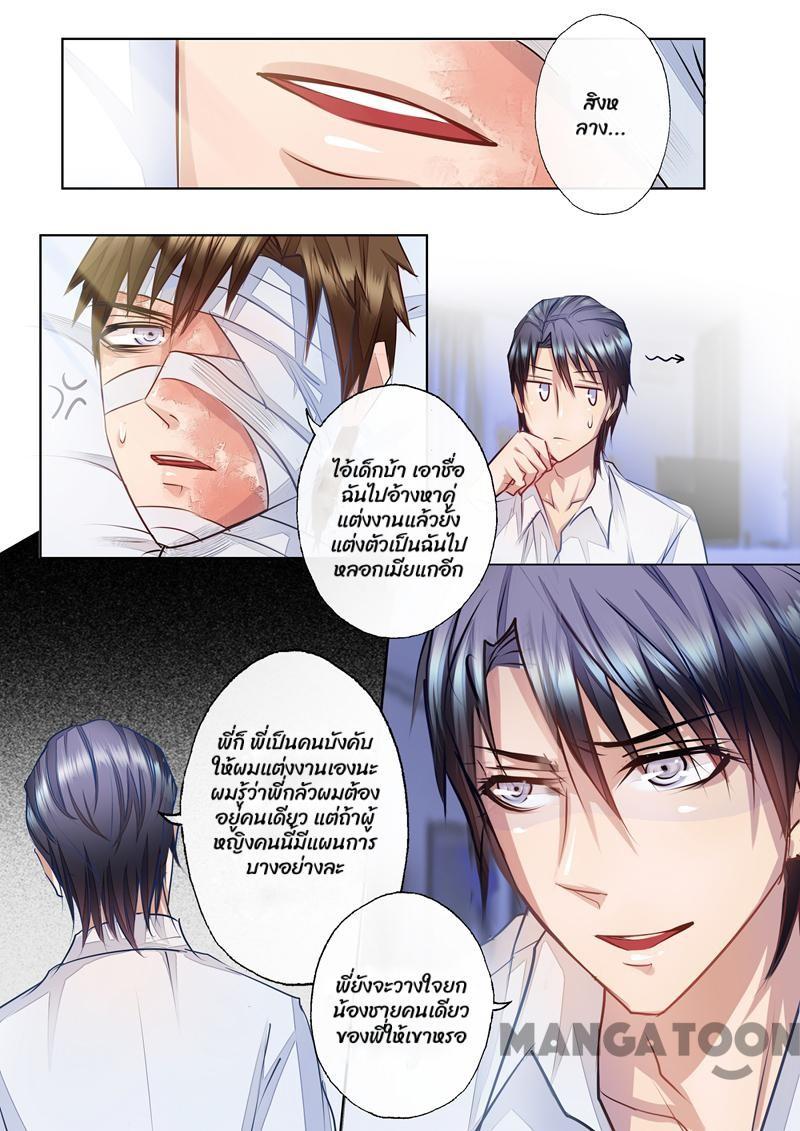 สิงห
ลาง...
ไอ้เด็กบ้า เอาชื่อ
ฉันไปอ้างหาคู่
แต่งงานแล้วยัง
แต่งตัวเป็นฉันไป
หลอกเมียแกอีก
พี่ก็ พี่เป็นคนบังคับ
ให้ผมแต่งงานเองนะ
ผมรู้ว่าพี่กลัวผมต้อง
อยู่คนเดียว แต่ถ้าผู้
หญิงคนนี้มีแผนการ
บางอย่างละ
พี่ยังจะวางใจยก
น้องชายคนเดียว
ของพี่ให้เขาหรอ
MANGATOON